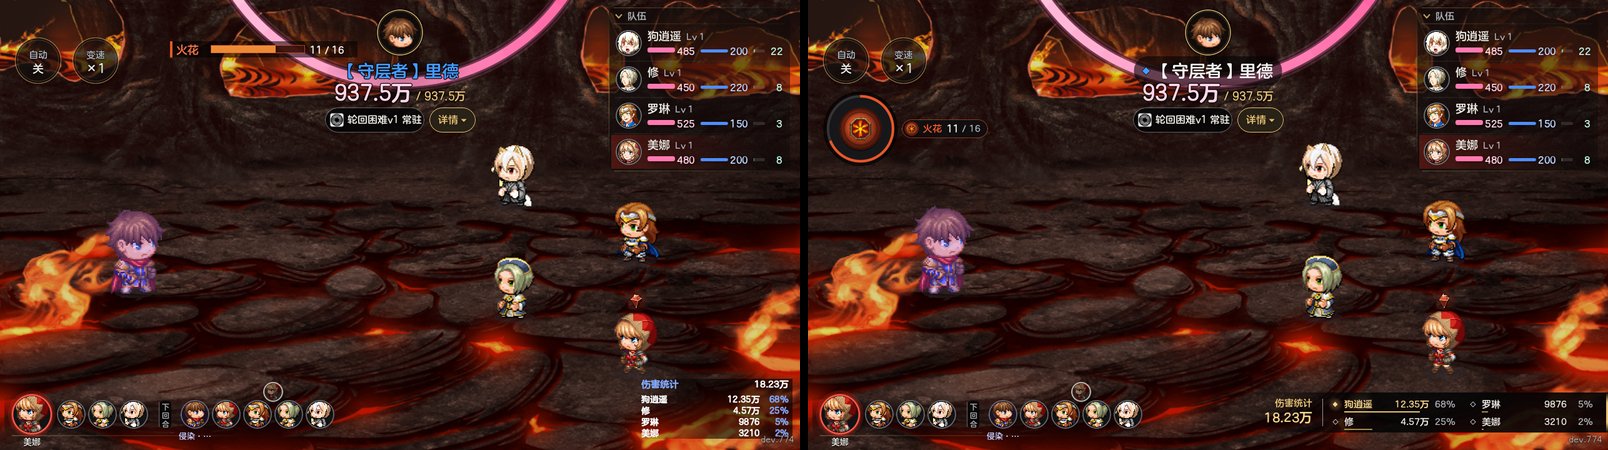 自动
关
变速
×1
火花 11 / 16
【守层者】里德
937.5万 / 937.5万
轮回困难v1 常驻
详情
队伍
狗逍遥 Lv 1
485 200 22
修 Lv 1
450 220 8
罗琳 Lv 1
525 150 3
美娜 Lv 1
480 200 8
下回合
侵染 · ...
美娜
伤害统计 18.23万
狗逍遥 12.35万 68%
修 4.57万 25%
罗琳 9876 5%
美娜 3210 2%
dev.774
自动
关
变速
×1
火花 11 / 16
【守层者】里德
937.5万 / 937.5万
轮回困难v1 常驻
详情
队伍
狗逍遥 Lv 1
485 200 22
修 Lv 1
450 220 8
罗琳 Lv 1
525 150 3
美娜 Lv 1
480 200 8
下回合
侵染 · ...
美娜
伤害统计
18.23万
狗逍遥 12.35万 68%
罗琳 9876 5%
修 4.57万 25%
美娜 3210 2%
dev.774